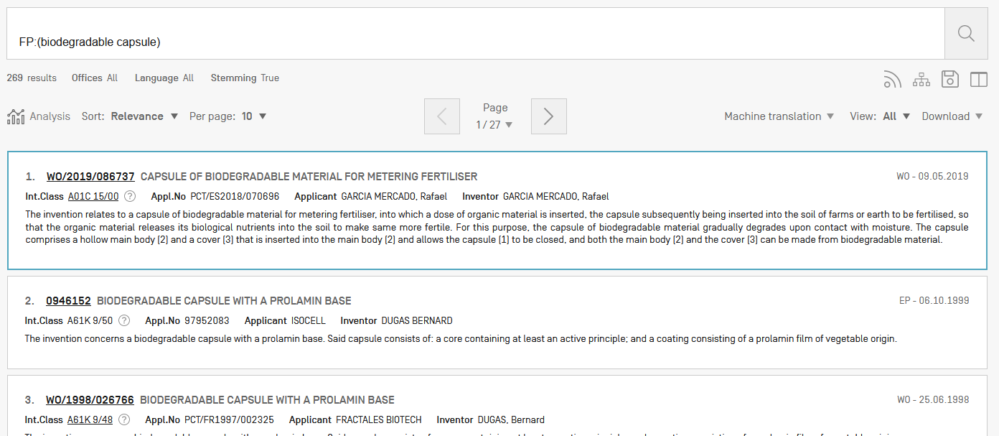 FP:(biodegradable capsule)
269 results Offices All Language All Stemming True
Analysis Sort: Relevance Per page: 10 Page 1 / 27 Machine translation View: All Download
1. WO/2019/086737 CAPSULE OF BIODEGRADABLE MATERIAL FOR METERING FERTILISER WO - 09.05.2019
Int.Class A01C 15/00 ? Appl.No PCT/ES2018/070696 Applicant GARCIA MERCADO, Rafael Inventor GARCIA MERCADO, Rafael
The invention relates to a capsule of biodegradable material for metering fertiliser, into which a dose of organic material is inserted, the capsule subsequently being inserted into the soil of farms or earth to be fertilised, so
that the organic material releases its biological nutrients into the soil to make same more fertile. For this purpose, the capsule of biodegradable material gradually degrades upon contact with moisture. The capsule
comprises a hollow main body [2] and a cover [3] that is inserted into the main body [2] and allows the capsule [1] to be closed, and both the main body [2] and the cover [3] can be made from biodegradable material.
2. 0946152 BIODEGRADABLE CAPSULE WITH A PROLAMIN BASE EP - 06.10.1999
Int.Class A61K 9/50 ? Appl.No 97952083 Applicant ISOCELL Inventor DUGAS BERNARD
The invention concerns a biodegradable capsule with a prolamin base. Said capsule consists of: a core containing at least an active principle; and a coating consisting of a prolamin film of vegetable origin.
3. WO/1998/026766 BIODEGRADABLE CAPSULE WITH A PROLAMIN BASE WO - 25.06.1998
Int.Class A61K 9/48 ? Appl.No PCT/FR1997/002325 Applicant FRACTALES BIOTECH Inventor DUGAS, Bernard